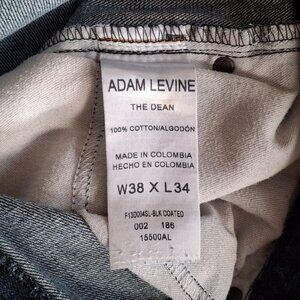 ADAM LEVINE
THE DEAN
100% COTTON/ALGODÓN
MADE IN COLOMBIA
HECHO EN COLOMBIA
W38 X L34
F13D004SL-BLK COATED
002 186
15500AL